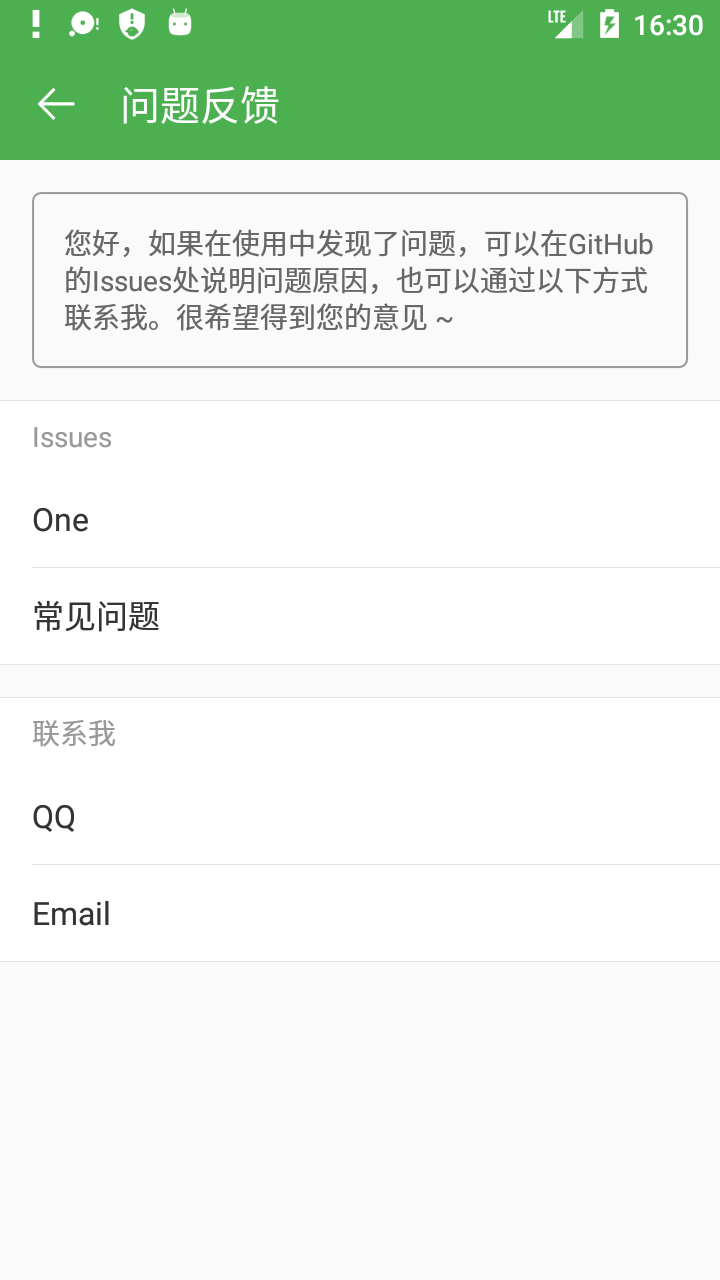 LTE 16:30
问题反馈
您好，如果在使用中发现了问题，可以在GitHub
的Issues处说明问题原因，也可以通过以下方式
联系我。很希望得到您的意见 ~
Issues
One
常见问题
联系我
QQ
Email